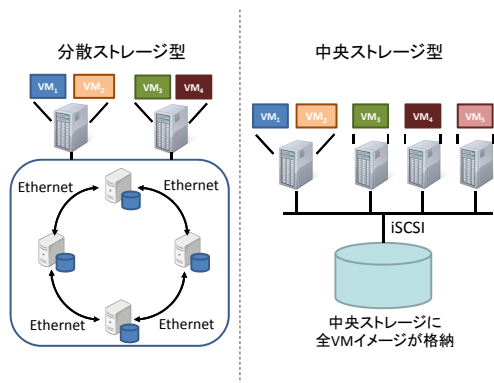 分散ストレージ型
VM1 VM2 VM3 VM4
Ethernet Ethernet
Ethernet Ethernet
中央ストレージ型
VM1 VM2 VM3 VM4 VM5
iSCSI
中央ストレージに
全VMイメージが格納